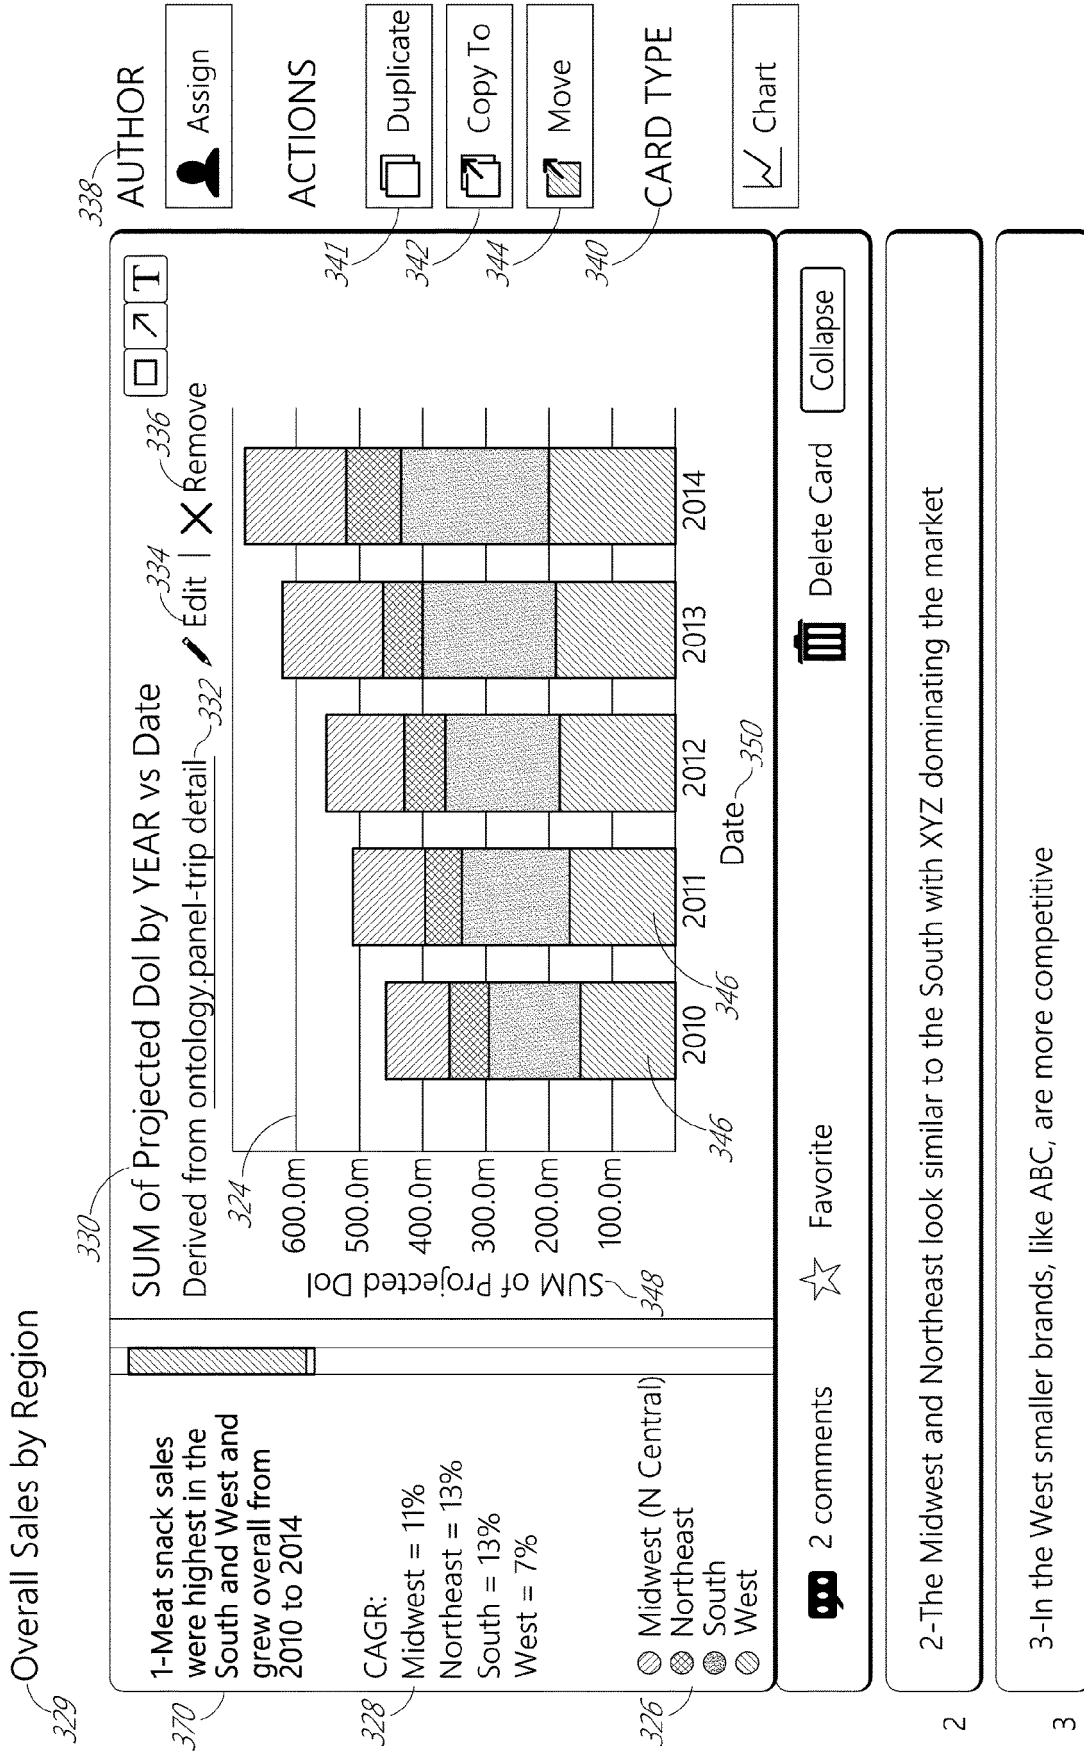 Overall Sales by Region
329
330
SUM of Projected Dol by YEAR vs Date
Derived from ontology.panel-trip detail
332
Edit | Remove
334
336
T
1-Meat snack sales
were highest in the
South and West and
grew overall from
2010 to 2014
370
CAGR:
Midwest = 11%
Northeast = 13%
South = 13%
West = 7%
328
Midwest (N Central)
Northeast
South
West
326
324
600.0m
500.0m
400.0m
300.0m
200.0m
100.0m
SUM of Projected Dol
348
2010
2011
2012
2013
2014
346
346
Date
350
338
AUTHOR
Assign
ACTIONS
341
Duplicate
342
Copy To
344
Move
340
CARD TYPE
Chart
2 comments
Favorite
Delete Card
Collapse
2
2-The Midwest and Northeast look similar to the South with XYZ dominating the market
3
3-In the West smaller brands, like ABC, are more competitive